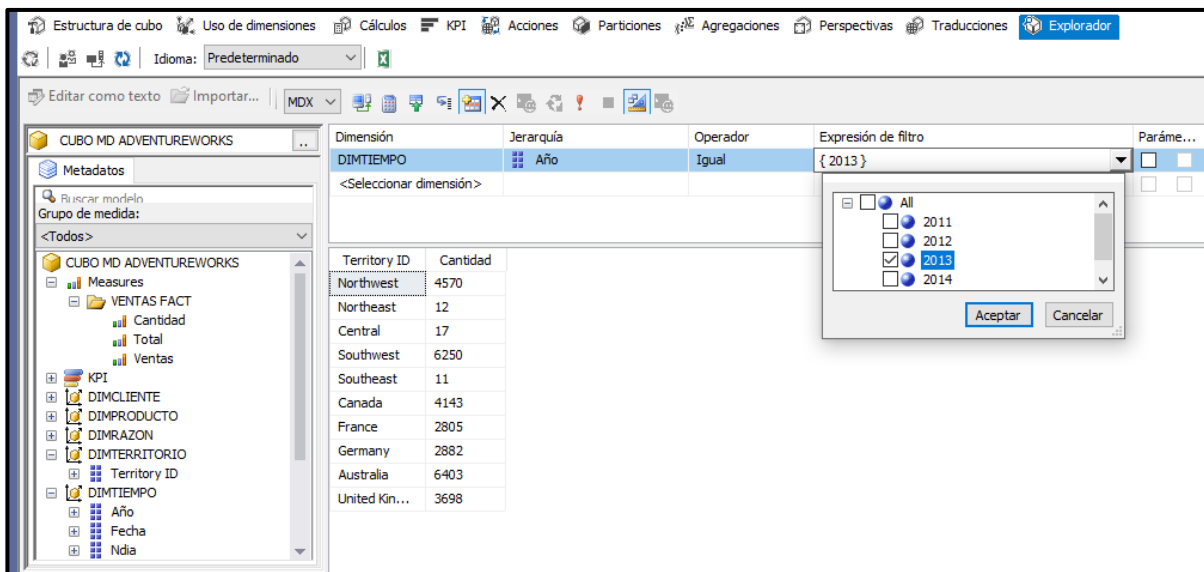 Estructura de cubo Uso de dimensiones Cálculos KPI Acciones Particiones Agregaciones Perspectivas Traducciones Explorador
Idioma: Predeterminado
Editar como texto Importar... MDX
CUBO MD ADVENTUREWORKS ..
Metadatos
Buscar modelo
Grupo de medida:
<Todos>
CUBO MD ADVENTUREWORKS
Measures
VENTAS FACT
Cantidad
Total
Ventas
KPI
DIMCLIENTE
DIMPRODUCTO
DIMRAZON
DIMTERRITORIO
Territory ID
DIMTIEMPO
Año
Fecha
Ndia
Dimensión Jerarquía Operador Expresión de filtro Paráme...
DIMTIEMPO Año Igual { 2013 }
<Seleccionar dimensión>
All
2011
2012
2013
2014
Aceptar Cancelar
Territory ID Cantidad
Northwest 4570
Northeast 12
Central 17
Southwest 6250
Southeast 11
Canada 4143
France 2805
Germany 2882
Australia 6403
United Kin... 3698